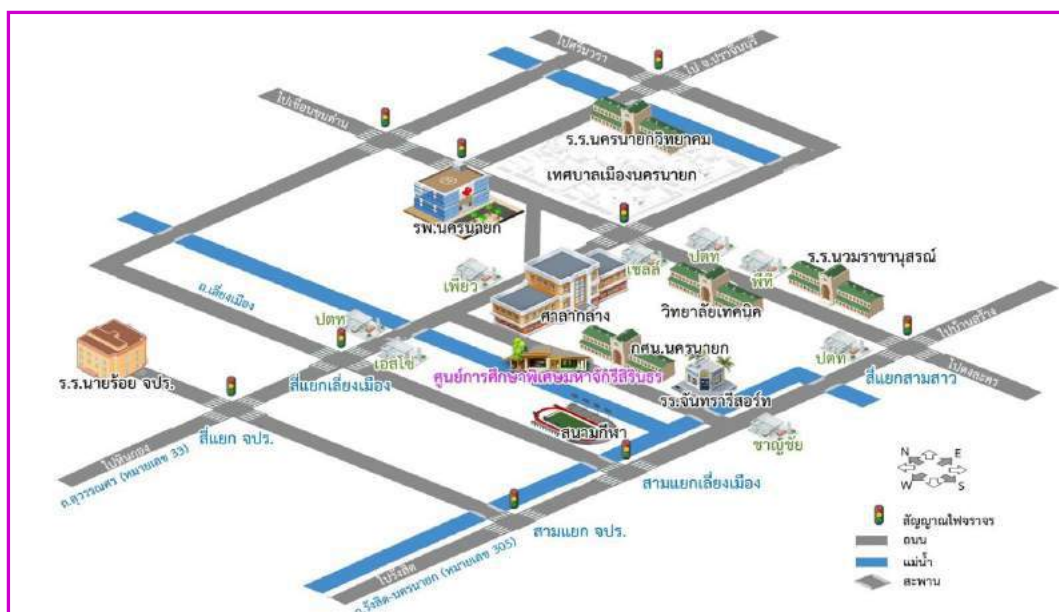 ไปศรีนาวา
ไป จ.ปราจีนบุรี
ไปเขื่อนขุนด่าน
ร.ร.นครนายกวิทยาคม
เทศบาลเมืองนครนายก
รพ.นครนายก
เชลล์
ปตท
พีที
ร.ร.นวมราชานุสรณ์
เพียว
ถ.เลี่ยงเมือง
ศาลากลาง
วิทยาลัยเทคนิค
ไปบ้านสร้าง
ปตท
เอสโซ่
กศน.นครนายก
ปตท
ไปดงละคร
ร.ร.นายร้อย จปร.
สี่แยกเลี่ยงเมือง
ศูนย์การศึกษาพิเศษมหาจักรีสิรินธร
สี่แยกสามสาว
รร.จันทรารีสอร์ท
สนามกีฬา
ชาญชัย
สี่แยก จปร.
ไปหินกอง
ถ.สุวรรณศร (หมายเลข 33)
สามแยกเลี่ยงเมือง
N
E
W
S
สามแยก จปร.
สัญญาณไฟจราจร
ถนน
แม่น้ำ
สะพาน
ไปรังสิต
ถ.รังสิต-นครนายก (หมายเลข 305)